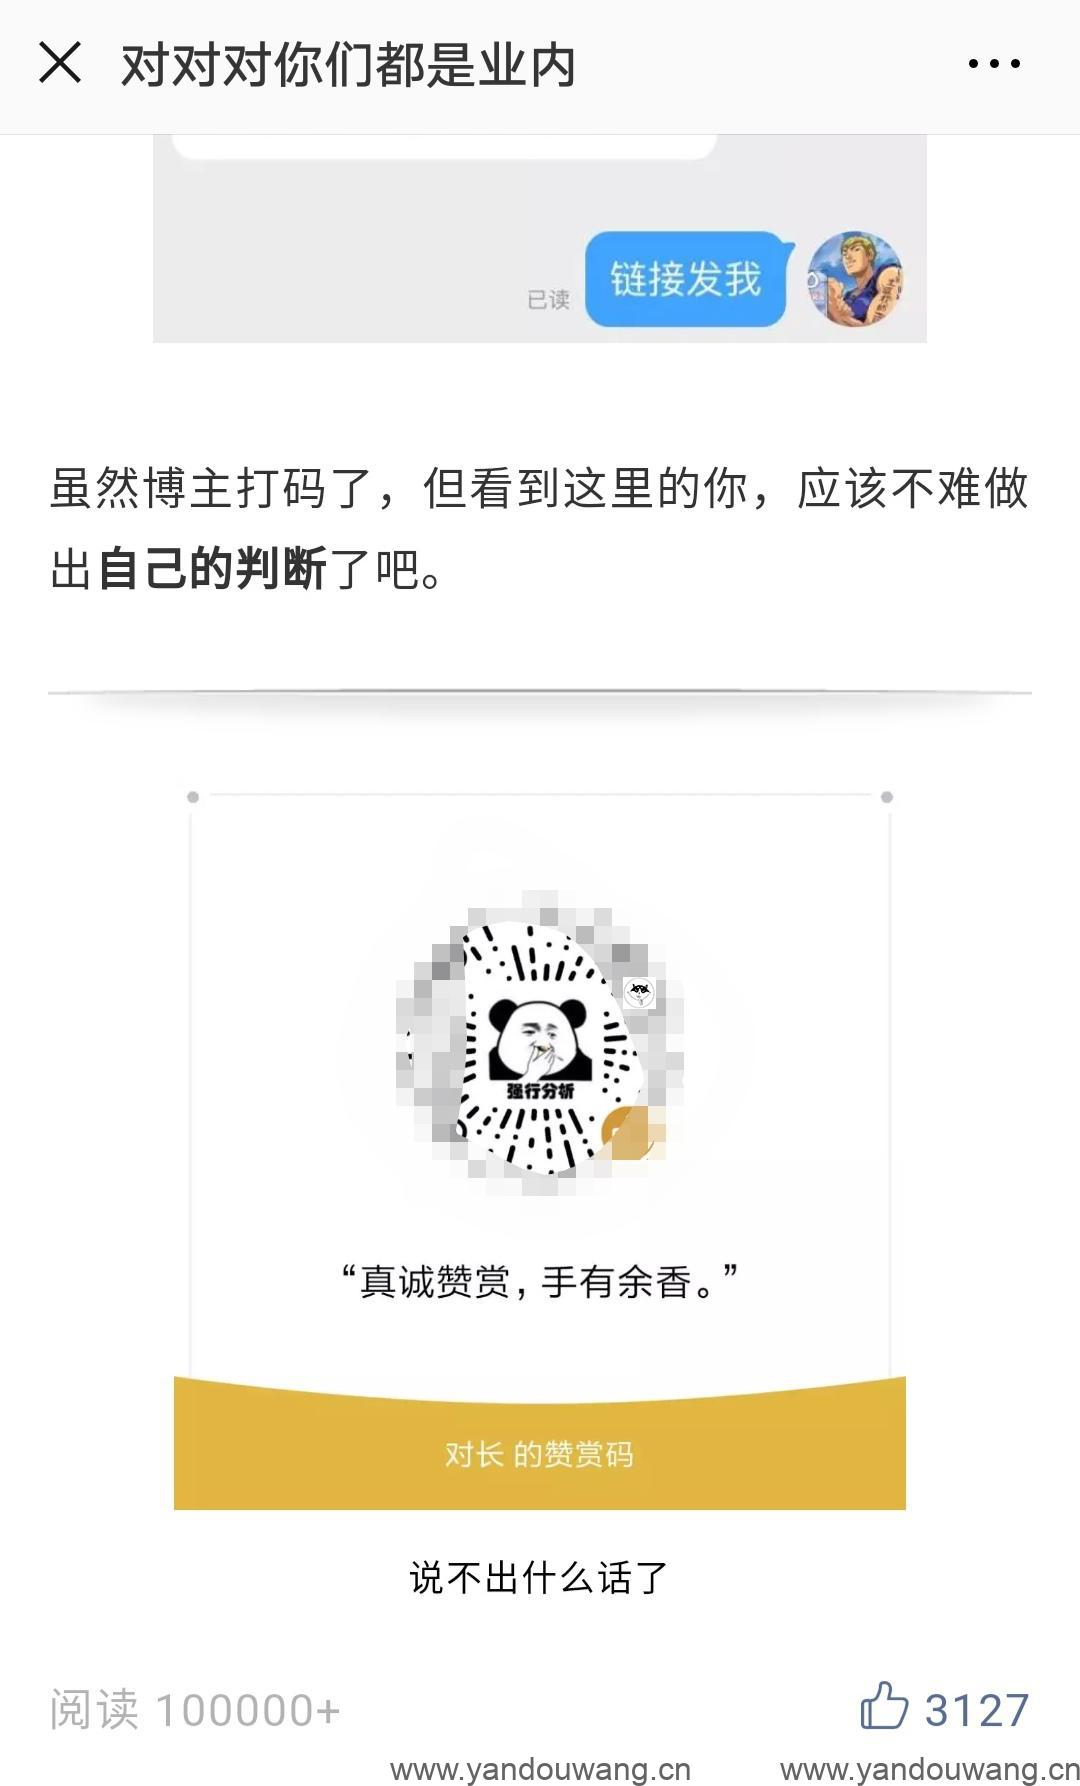 对对对你们都是业内
已读
链接发我
虽然博主打码了，但看到这里的你，应该不难做
出自己的判断了吧。
强行分析
“真诚赞赏，手有余香。”
对长 的赞赏码
说不出什么话了
阅读 100000+
3127
www.yandouwang.cn
www.yandouwang.cn